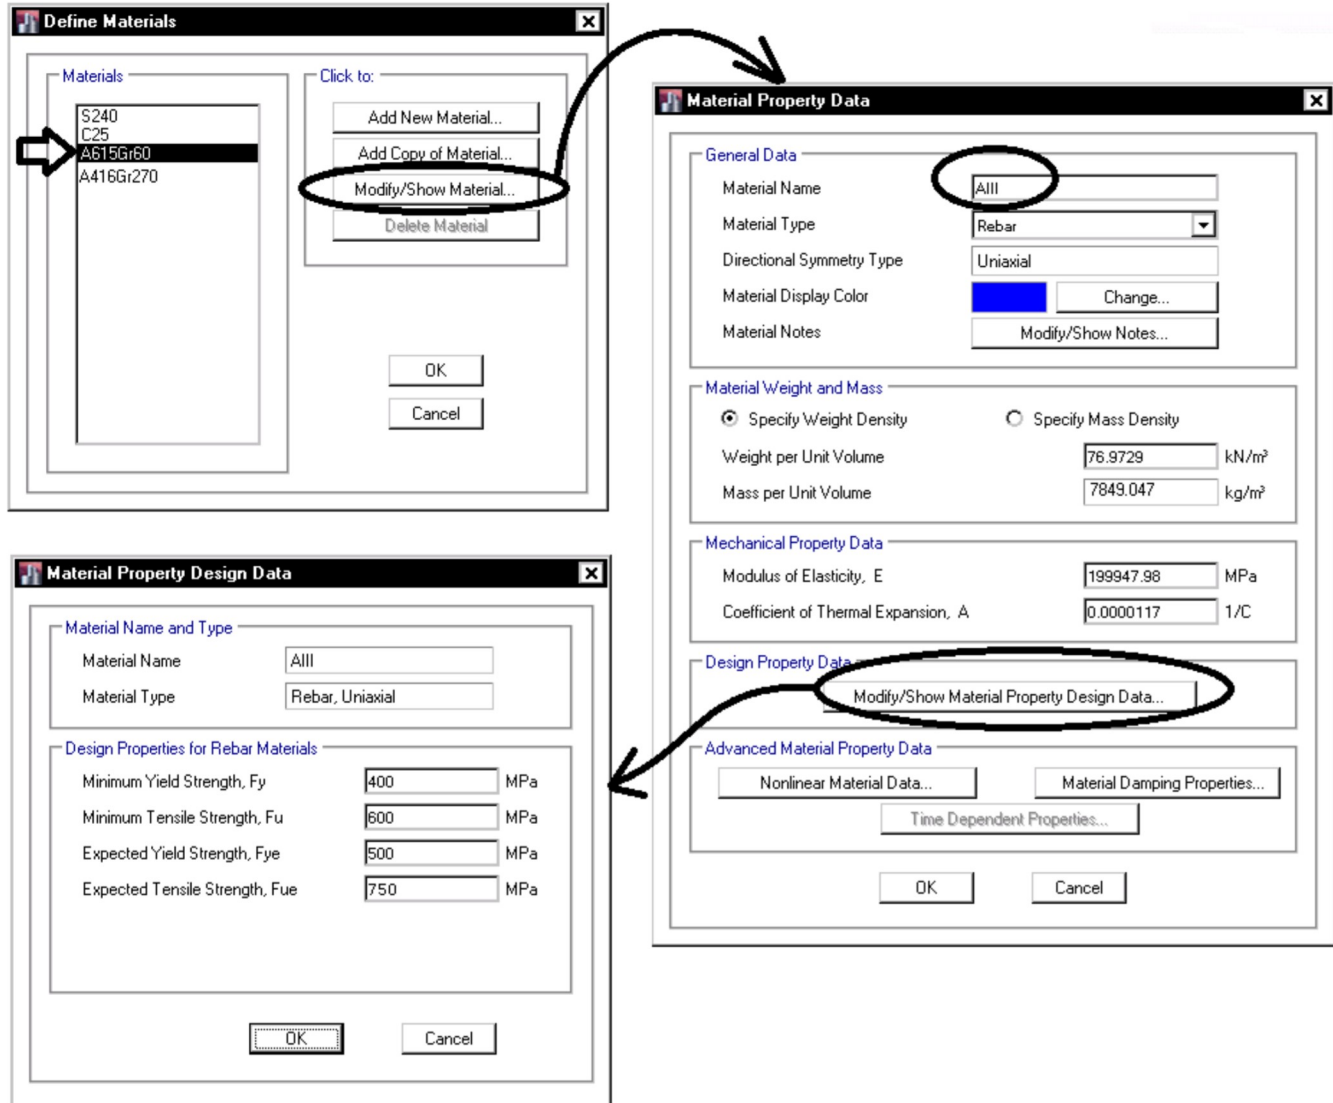 Define Materials
Materials
S240
C25
A615Gr60
A416Gr270
Click to:
Add New Material...
Add Copy of Material...
Modify/Show Material...
Delete Material
OK
Cancel
Material Property Data
General Data
Material Name AIII
Material Type Rebar
Directional Symmetry Type Uniaxial
Material Display Color Change...
Material Notes Modify/Show Notes...
Material Weight and Mass
Specify Weight Density Specify Mass Density
Weight per Unit Volume 76.9729 kN/m³
Mass per Unit Volume 7849.047 kg/m³
Mechanical Property Data
Modulus of Elasticity, E 199947.98 MPa
Coefficient of Thermal Expansion, A 0.0000117 1/C
Design Property Data
Modify/Show Material Property Design Data...
Advanced Material Property Data
Nonlinear Material Data... Material Damping Properties...
Time Dependent Properties...
OK Cancel
Material Property Design Data
Material Name and Type
Material Name AIII
Material Type Rebar, Uniaxial
Design Properties for Rebar Materials
Minimum Yield Strength, Fy 400 MPa
Minimum Tensile Strength, Fu 600 MPa
Expected Yield Strength, Fye 500 MPa
Expected Tensile Strength, Fue 750 MPa
OK Cancel